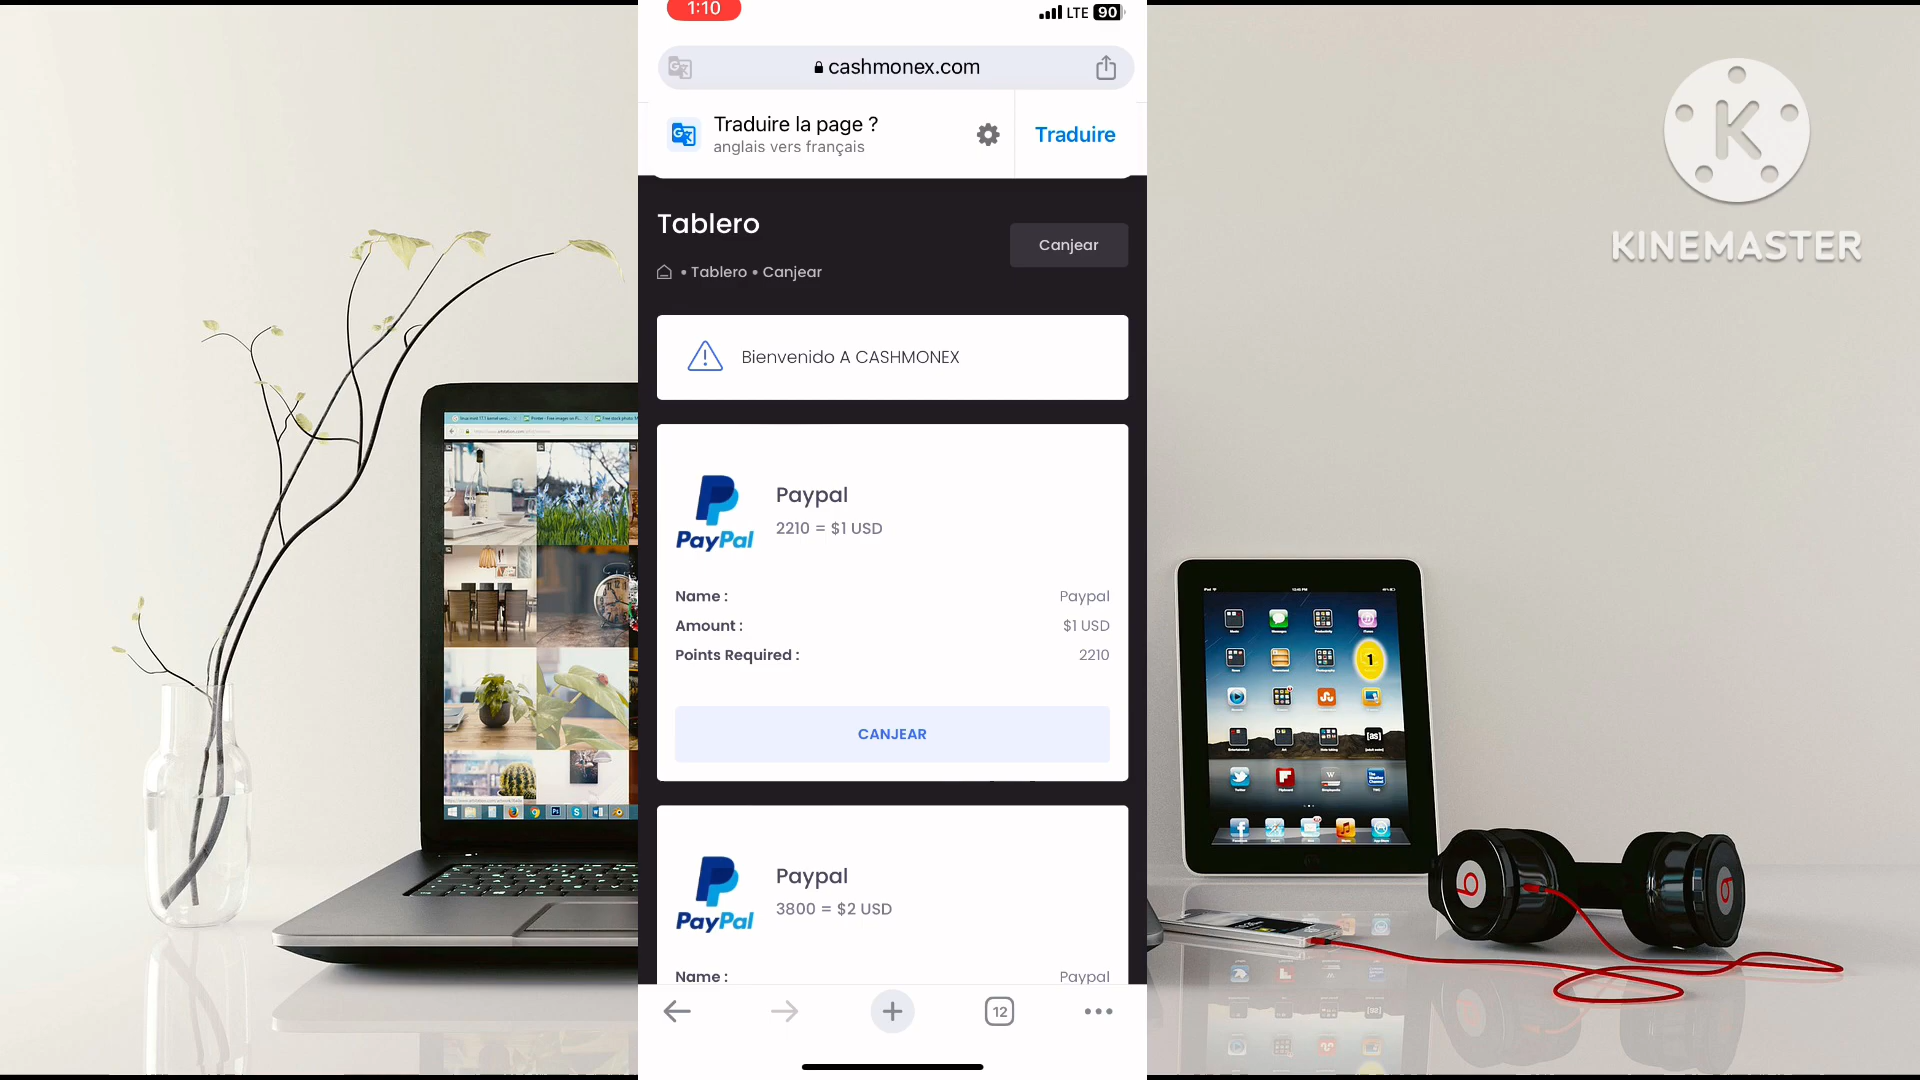 1:10
LTE 90
cashmonex.com
Traduire la page ?
anglais vers français
Traduire
Tablero
Canjear
• Tablero • Canjear
Bienvenido A CASHMONEX
PayPal
Paypal
2210 = $1 USD
Name : Paypal
Amount : $1 USD
Points Required : 2210
CANJEAR
PayPal
Paypal
3800 = $2 USD
Name : Paypal
12
K
KINEMASTER
1